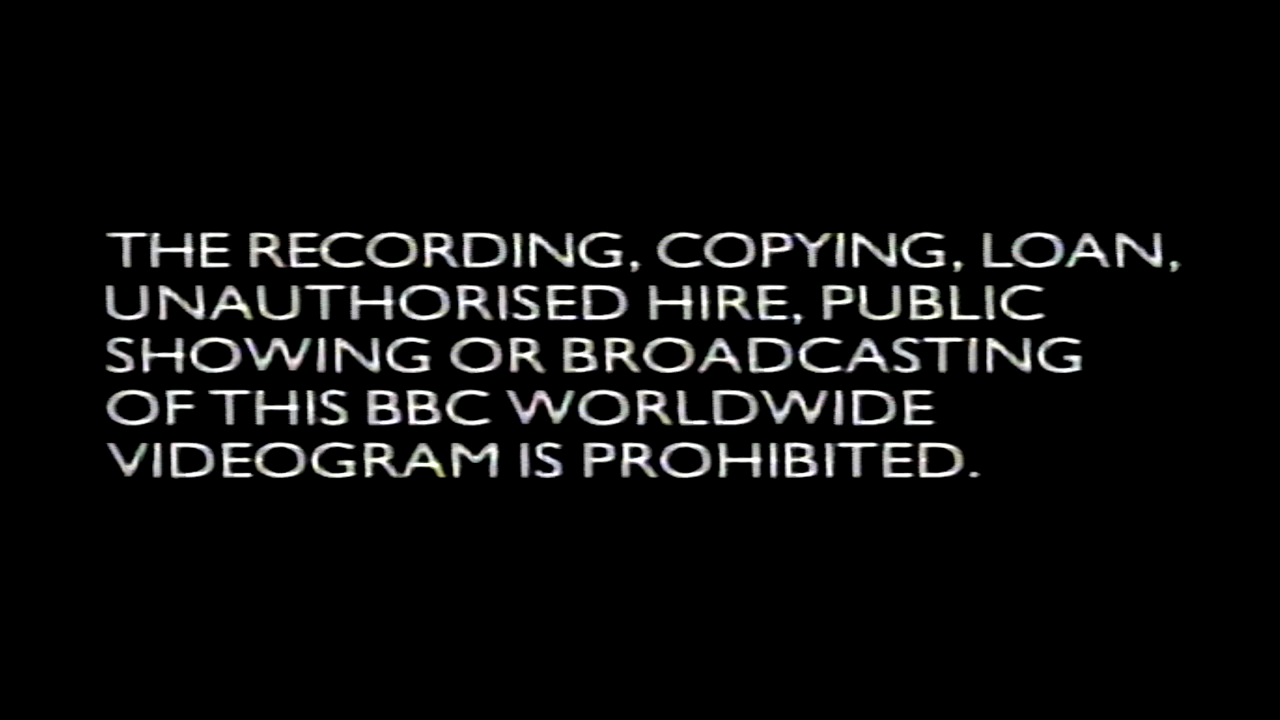 THE RECORDING, COPYING, LOAN,
UNAUTHORISED HIRE, PUBLIC
SHOWING OR BROADCASTING
OF THIS BBC WORLDWIDE
VIDEOGRAM IS PROHIBITED.